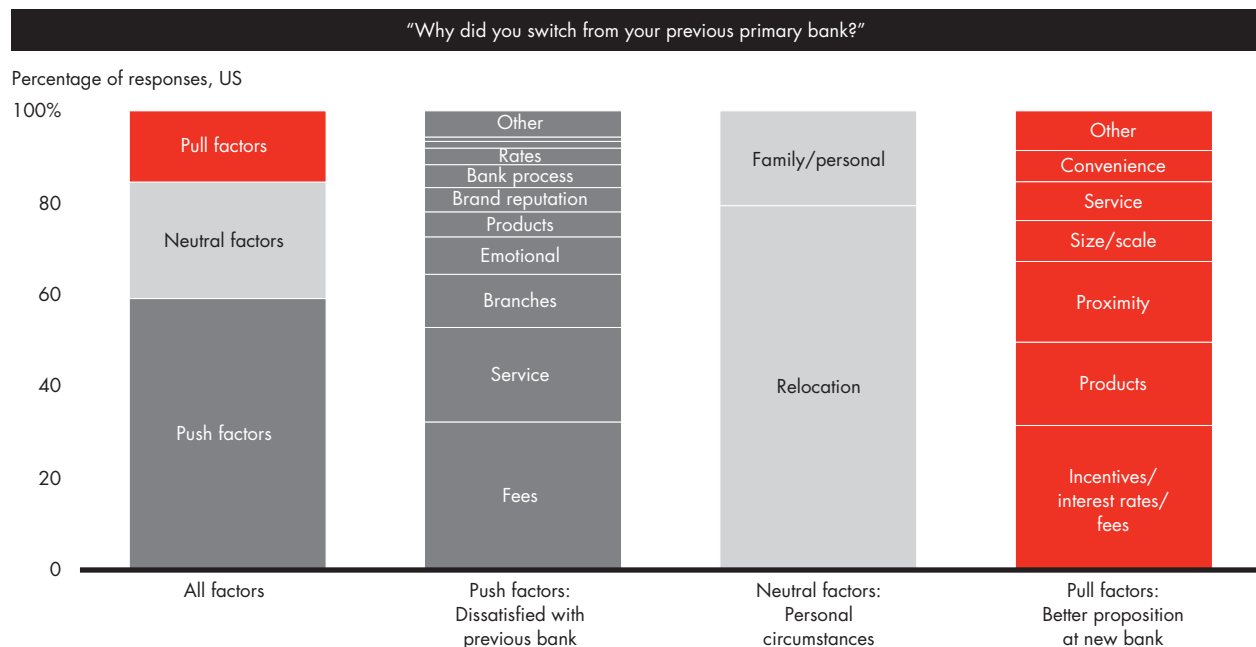 “Why did you switch from your previous primary bank?”
Percentage of responses, US
100%
80
60
40
20
0
Pull factors
Neutral factors
Push factors
Other
Rates
Bank process
Brand reputation
Products
Emotional
Branches
Service
Fees
Family/personal
Relocation
Other
Convenience
Service
Size/scale
Proximity
Products
Incentives/
interest rates/
fees
All factors
Push factors:
Dissatisfied with
previous bank
Neutral factors:
Personal
circumstances
Pull factors:
Better proposition
at new bank